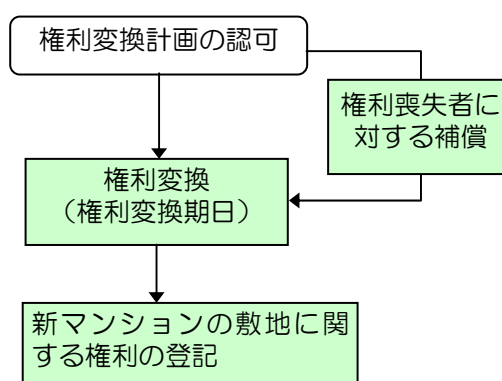 権利変換計画の認可
権利喪失者に
対する補償
権利変換
（権利変換期日）
新マンションの敷地に関
する権利の登記